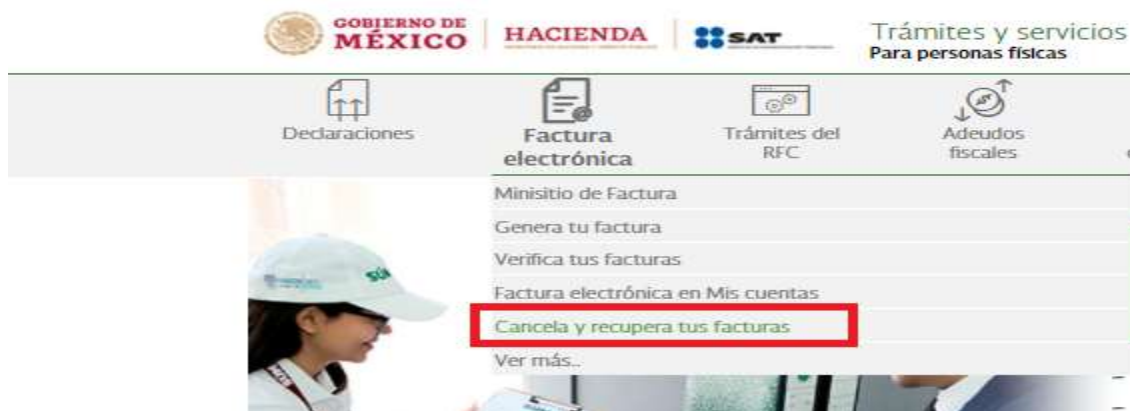 GOBIERNO DE
MÉXICO
HACIENDA
SAT
Trámites y servicios
Para personas físicas
Declaraciones
Factura
electrónica
Trámites del
RFC
Adeudos
fiscales
Minisitio de Factura
Genera tu factura
Verifica tus facturas
Factura electrónica en Mis cuentas
Cancela y recupera tus facturas
Ver más..